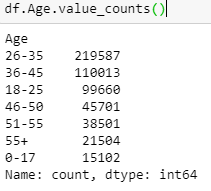 df.Age.value_counts()
Age
26-35 219587
36-45 110013
18-25 99660
46-50 45701
51-55 38501
55+ 21504
0-17 15102
Name: count, dtype: int64